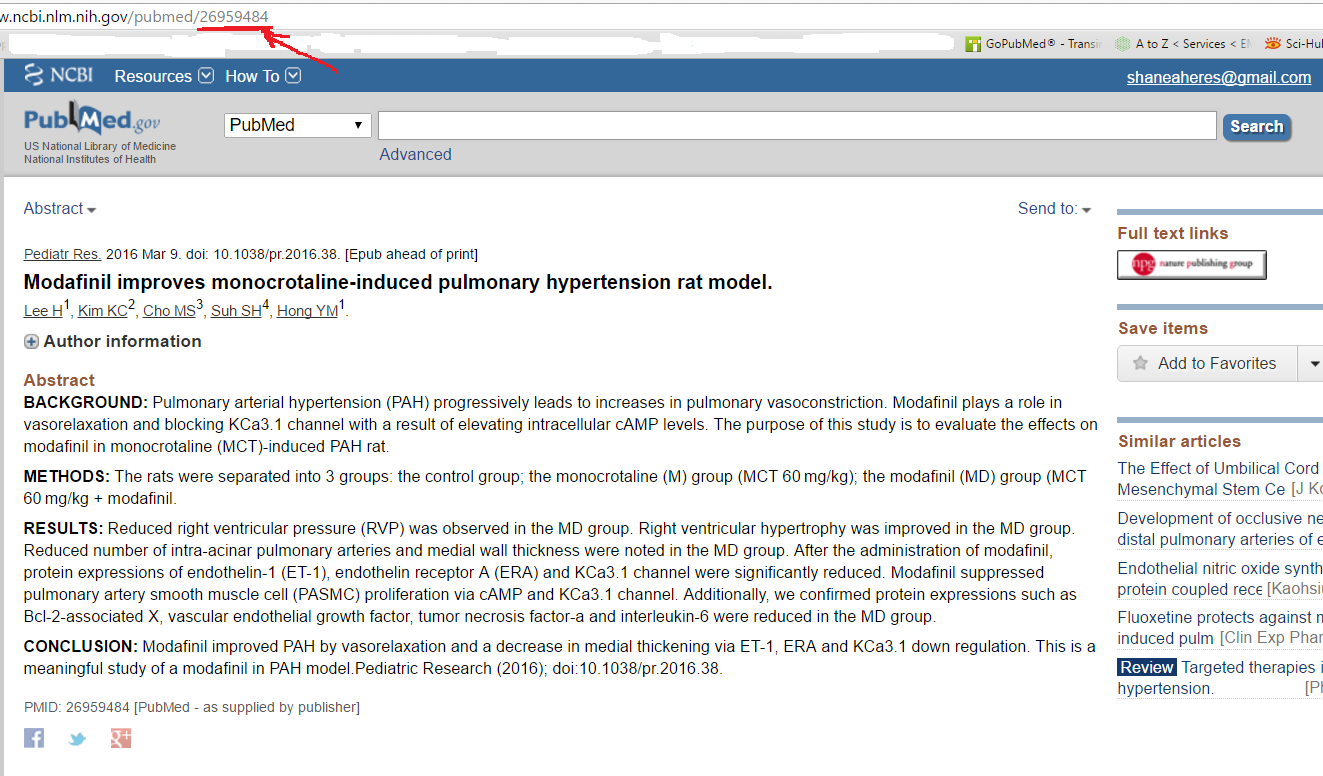 w.ncbi.nlm.nih.gov/pubmed/26959484
GoPubMed® - Transi
A to Z < Services < E
Sci-Hu
NCBI Resources How To
shaneaheres@gmail.com
PubMed.gov
US National Library of Medicine
National Institutes of Health
PubMed
Search
Advanced
Abstract
Send to:
Pediatr Res. 2016 Mar 9. doi: 10.1038/pr.2016.38. [Epub ahead of print]
Modafinil improves monocrotaline-induced pulmonary hypertension rat model.
Lee H1, Kim KC2, Cho MS3, Suh SH4, Hong YM1.
Author information
Abstract
BACKGROUND: Pulmonary arterial hypertension (PAH) progressively leads to increases in pulmonary vasoconstriction. Modafinil plays a role in
vasorelaxation and blocking KCa3.1 channel with a result of elevating intracellular cAMP levels. The purpose of this study is to evaluate the effects on
modafinil in monocrotaline (MCT)-induced PAH rat.
METHODS: The rats were separated into 3 groups: the control group; the monocrotaline (M) group (MCT 60 mg/kg); the modafinil (MD) group (MCT
60 mg/kg + modafinil.
RESULTS: Reduced right ventricular pressure (RVP) was observed in the MD group. Right ventricular hypertrophy was improved in the MD group.
Reduced number of intra-acinar pulmonary arteries and medial wall thickness were noted in the MD group. After the administration of modafinil,
protein expressions of endothelin-1 (ET-1), endothelin receptor A (ERA) and KCa3.1 channel were significantly reduced. Modafinil suppressed
pulmonary artery smooth muscle cell (PASMC) proliferation via cAMP and KCa3.1 channel. Additionally, we confirmed protein expressions such as
Bcl-2-associated X, vascular endothelial growth factor, tumor necrosis factor-a and interleukin-6 were reduced in the MD group.
CONCLUSION: Modafinil improved PAH by vasorelaxation and a decrease in medial thickening via ET-1, ERA and KCa3.1 down regulation. This is a
meaningful study of a modafinil in PAH model.Pediatric Research (2016); doi:10.1038/pr.2016.38.
PMID: 26959484 [PubMed - as supplied by publisher]
Full text links
npg nature publishing group
Save items
Add to Favorites
Similar articles
The Effect of Umbilical Cord
Mesenchymal Stem Ce [J Ko
Development of occlusive ne
distal pulmonary arteries of e
Endothelial nitric oxide synth
protein coupled rece [Kaohsiu
Fluoxetine protects against m
induced pulm [Clin Exp Phar
Review Targeted therapies i
hypertension. [Ph